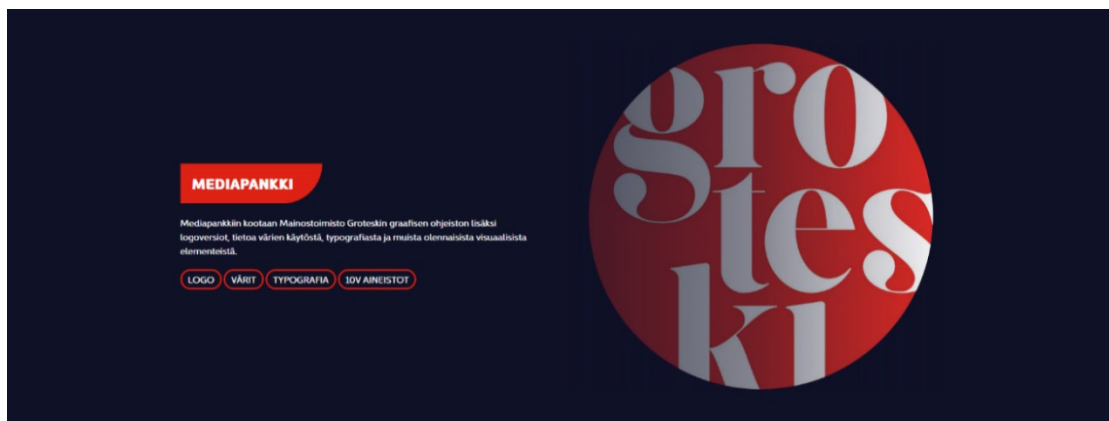 MEDIAPANKKI
Mediapankkiin kootaan Mainostoimisto Groteskin graafisen ohjeiston lisäksi
logoversiot, tietoa värien käytöstä, typografiasta ja muista olennaisista visuaalisista
elementeistä.
LOGO VÄRIT TYPOGRAFIA 10V AINEISTOT
gro
tes
ki